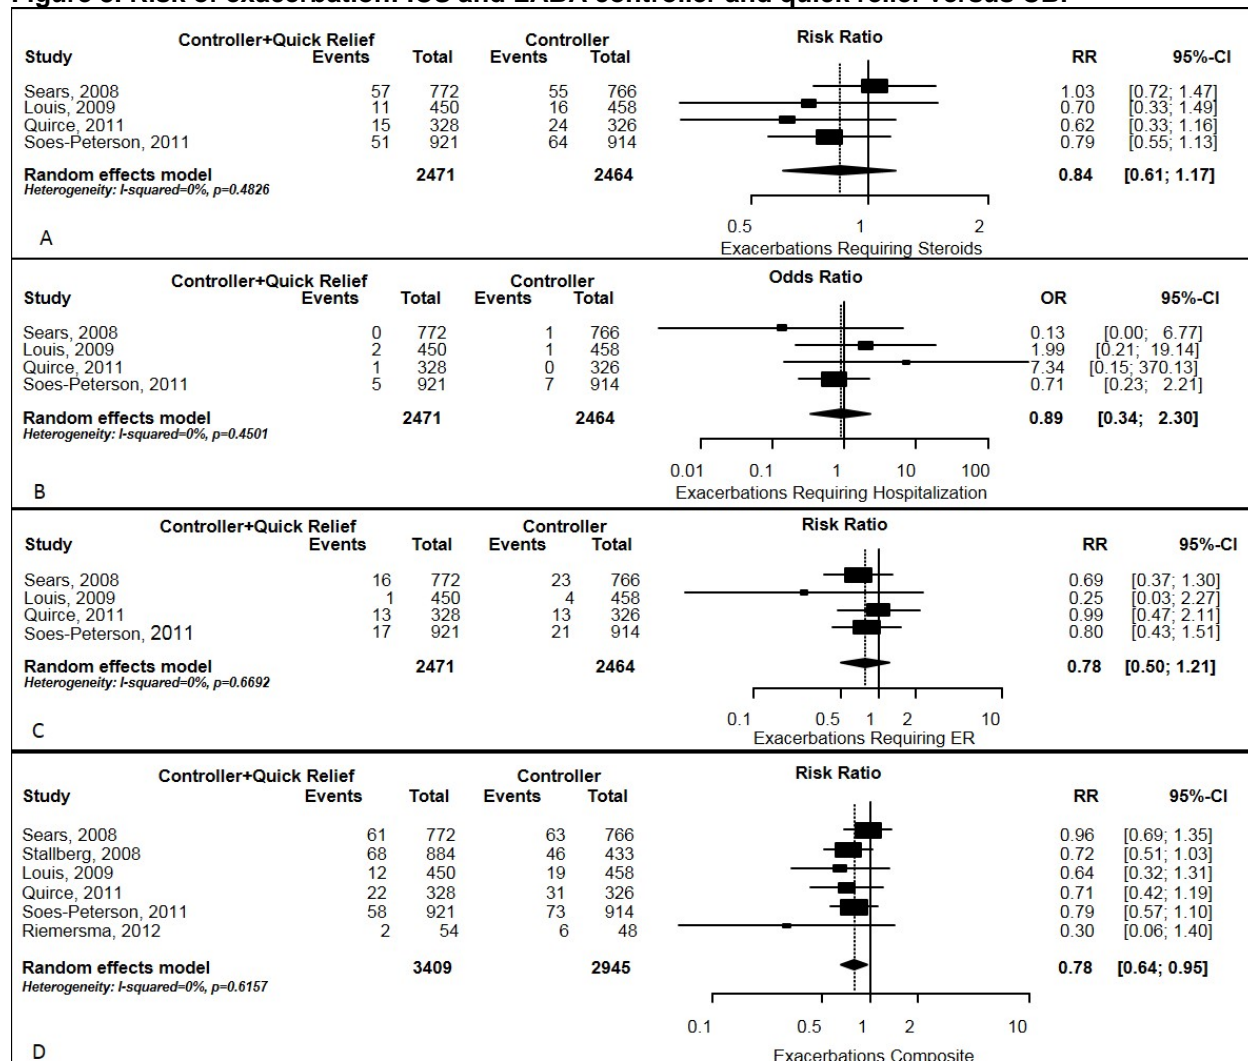 Controller+Quick Relief Controller Risk Ratio
Study Events Total Events Total RR 95%-CI
Sears, 2008 57 772 55 766 1.03 [0.72; 1.47]
Louis, 2009 11 450 16 458 0.70 [0.33; 1.49]
Quirce, 2011 15 328 24 326 0.62 [0.33; 1.16]
Soes-Peterson, 2011 51 921 64 914 0.79 [0.55; 1.13]
Random effects model 2471 2464 0.84 [0.61; 1.17]
Heterogeneity: I-squared=0%, p=0.4826
0.5 1 2
A Exacerbations Requiring Steroids
Controller+Quick Relief Controller Odds Ratio
Study Events Total Events Total OR 95%-CI
Sears, 2008 0 772 1 766 0.13 [0.00; 6.77]
Louis, 2009 2 450 1 458 1.99 [0.21; 19.14]
Quirce, 2011 1 328 0 326 7.34 [0.15; 370.13]
Soes-Peterson, 2011 5 921 7 914 0.71 [0.23; 2.21]
Random effects model 2471 2464 0.89 [0.34; 2.30]
Heterogeneity: I-squared=0%, p=0.4501
0.01 0.1 1 10 100
B Exacerbations Requiring Hospitalization
Controller+Quick Relief Controller Risk Ratio
Study Events Total Events Total RR 95%-CI
Sears, 2008 16 772 23 766 0.69 [0.37; 1.30]
Louis, 2009 1 450 4 458 0.25 [0.03; 2.27]
Quirce, 2011 13 328 13 326 0.99 [0.47; 2.11]
Soes-Peterson, 2011 17 921 21 914 0.80 [0.43; 1.51]
Random effects model 2471 2464 0.78 [0.50; 1.21]
Heterogeneity: I-squared=0%, p=0.6692
0.1 0.5 1 2 10
C Exacerbations Requiring ER
Controller+Quick Relief Controller Risk Ratio
Study Events Total Events Total RR 95%-CI
Sears, 2008 61 772 63 766 0.96 [0.69; 1.35]
Stallberg, 2008 68 884 46 433 0.72 [0.51; 1.03]
Louis, 2009 12 450 19 458 0.64 [0.32; 1.31]
Quirce, 2011 22 328 31 326 0.71 [0.42; 1.19]
Soes-Peterson, 2011 58 921 73 914 0.79 [0.57; 1.10]
Riemersma, 2012 2 54 6 48 0.30 [0.06; 1.40]
Random effects model 3409 2945 0.78 [0.64; 0.95]
Heterogeneity: I-squared=0%, p=0.6157
0.1 0.5 1 2 10
D Exacerbations Composite